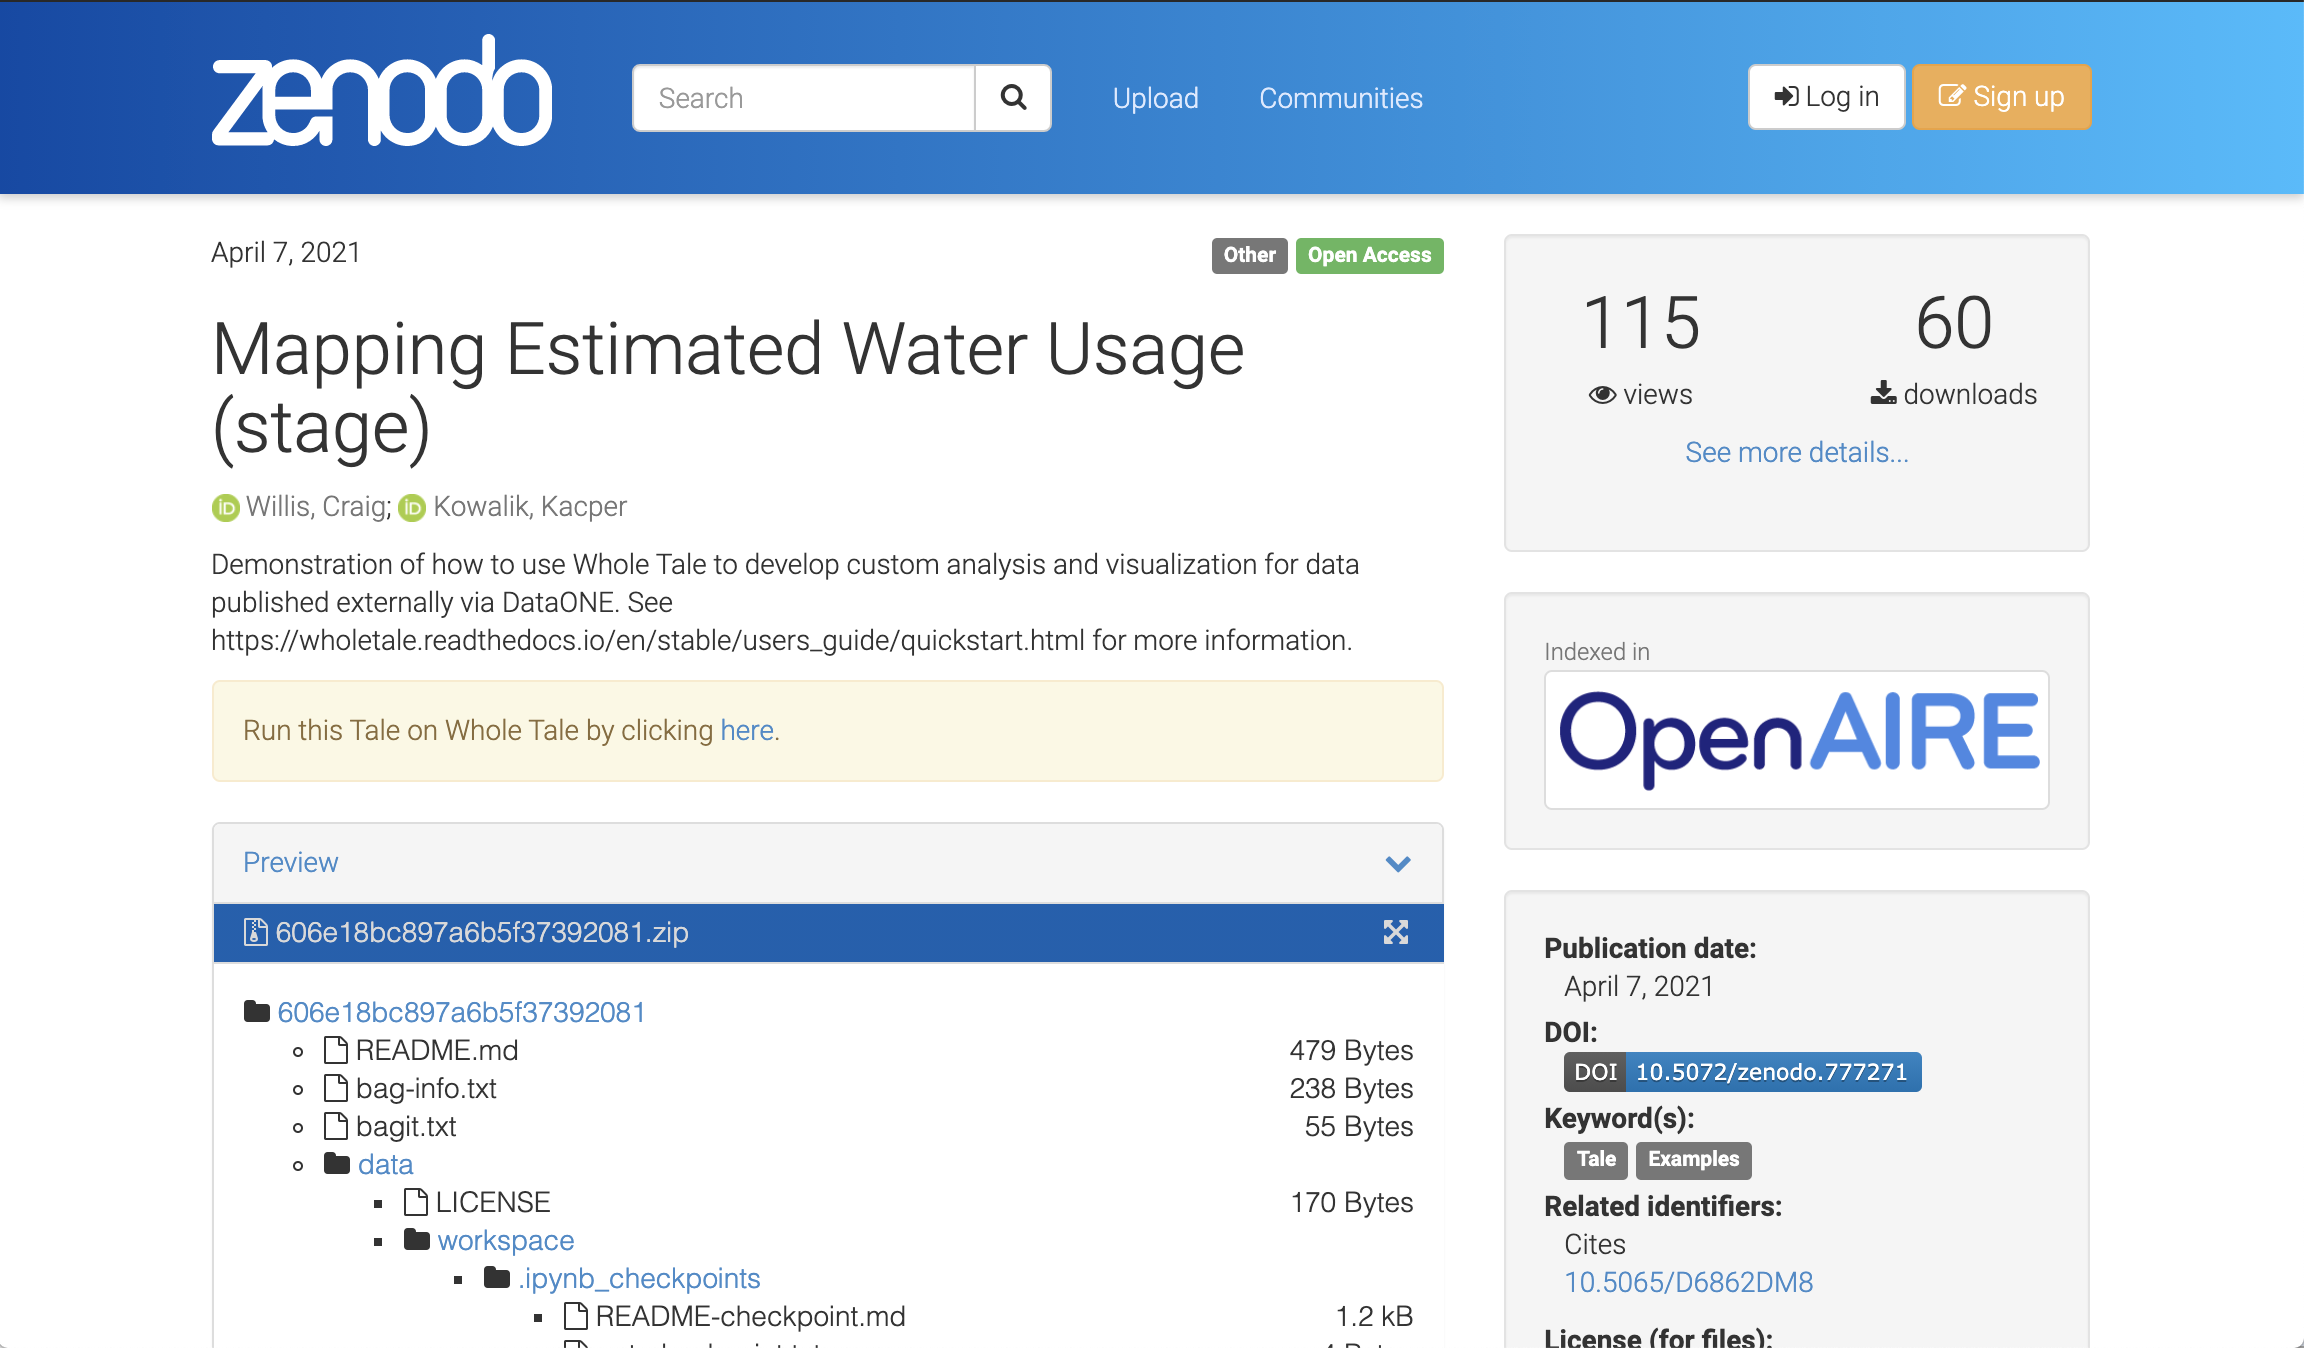 zenodo
Search
Upload
Communities
Log in
Sign up
April 7, 2021
Other
Open Access
Mapping Estimated Water Usage
(stage)
iD Willis, Craig; iD Kowalik, Kacper
Demonstration of how to use Whole Tale to develop custom analysis and visualization for data
published externally via DataONE. See
https://wholetale.readthedocs.io/en/stable/users_guide/quickstart.html for more information.
Run this Tale on Whole Tale by clicking here.
Preview
606e18bc897a6b5f37392081.zip
606e18bc897a6b5f37392081
README.md 479 Bytes
bag-info.txt 238 Bytes
bagit.txt 55 Bytes
data
LICENSE 170 Bytes
workspace
.ipynb_checkpoints
README-checkpoint.md 1.2 kB
115
views
60
downloads
See more details...
Indexed in
OpenAIRE
Publication date:
April 7, 2021
DOI:
DOI 10.5072/zenodo.777271
Keyword(s):
Tale Examples
Related identifiers:
Cites
10.5065/D6862DM8
License (for files):